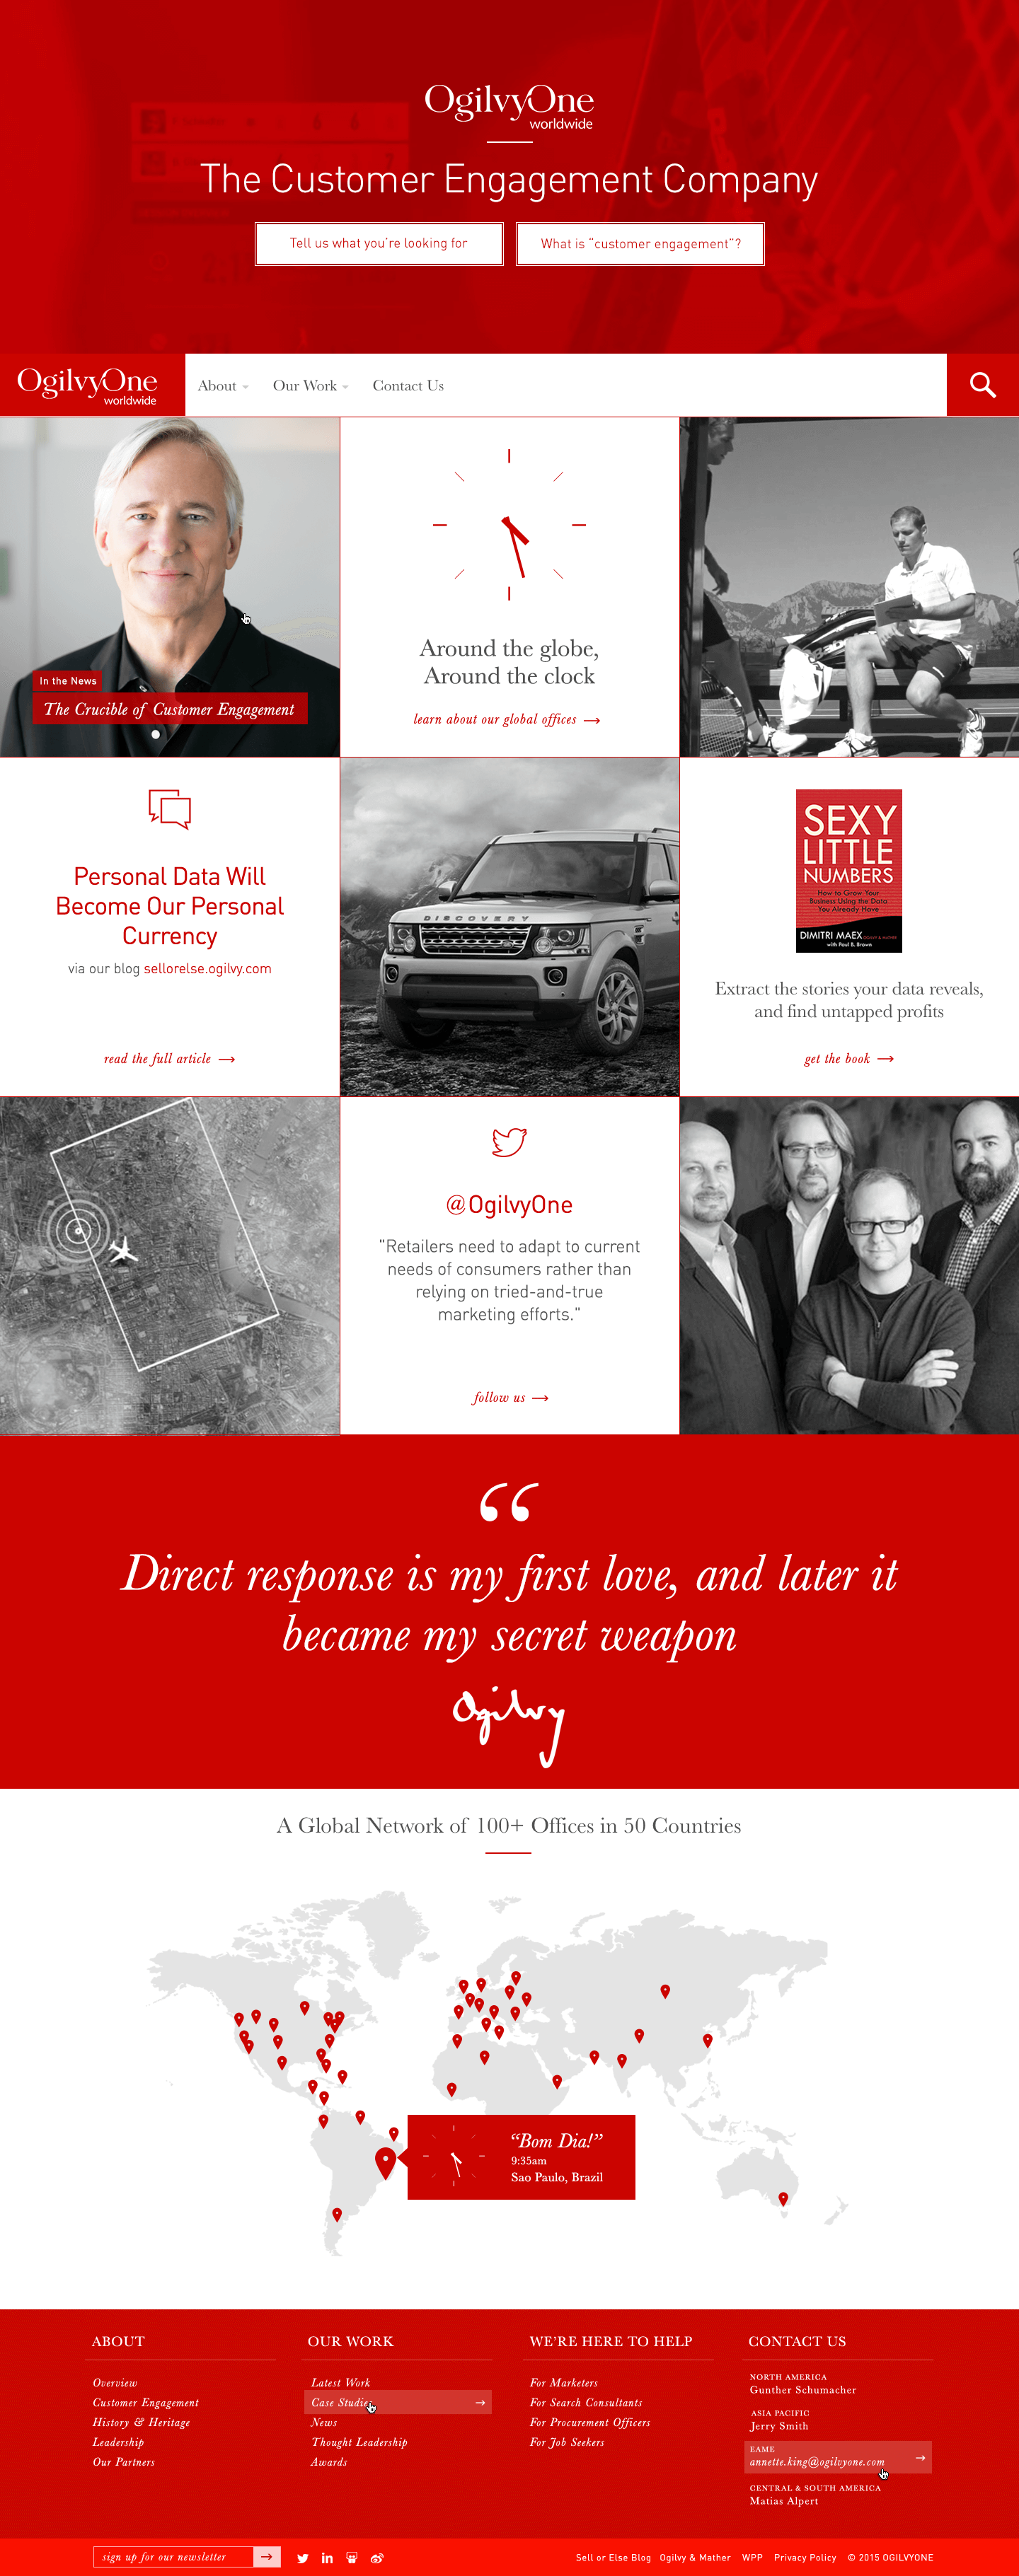 OgilvyOne
worldwide
The Customer Engagement Company
Tell us what you're looking for
What is "customer engagement"?
OgilvyOne
worldwide
About
Our Work
Contact Us
In the News
The Crucible of Customer Engagement
Around the globe,
Around the clock
learn about our global offices →
Personal Data Will
Become Our Personal
Currency
via our blog sellorelse.ogilvy.com
read the full article →
DISCOVERY
SEXY
LITTLE
NUMBERS
How to Grow Your
Business Using the Data
You Already Have
DIMITRI MAEX OGILVY & MATHER
with Paul B. Brown
Extract the stories your data reveals,
and find untapped profits
get the book →
@OgilvyOne
"Retailers need to adapt to current
needs of consumers rather than
relying on tried-and-true
marketing efforts."
follow us →
“
Direct response is my first love, and later it
became my secret weapon
Ogilvy
A Global Network of 100+ Offices in 50 Countries
“Bom Dia!”
9:35am
Sao Paulo, Brazil
ABOUT
Overview
Customer Engagement
History & Heritage
Leadership
Our Partners
OUR WORK
Latest Work
Case Studies →
News
Thought Leadership
Awards
WE'RE HERE TO HELP
For Marketers
For Search Consultants
For Procurement Officers
For Job Seekers
CONTACT US
NORTH AMERICA
Gunther Schumacher
ASIA PACIFIC
Jerry Smith
EAME
annette.king@ogilvyone.com →
CENTRAL & SOUTH AMERICA
Matias Alpert
sign up for our newsletter →
in
Sell or Else Blog Ogilvy & Mather WPP Privacy Policy © 2015 OGILVYONE